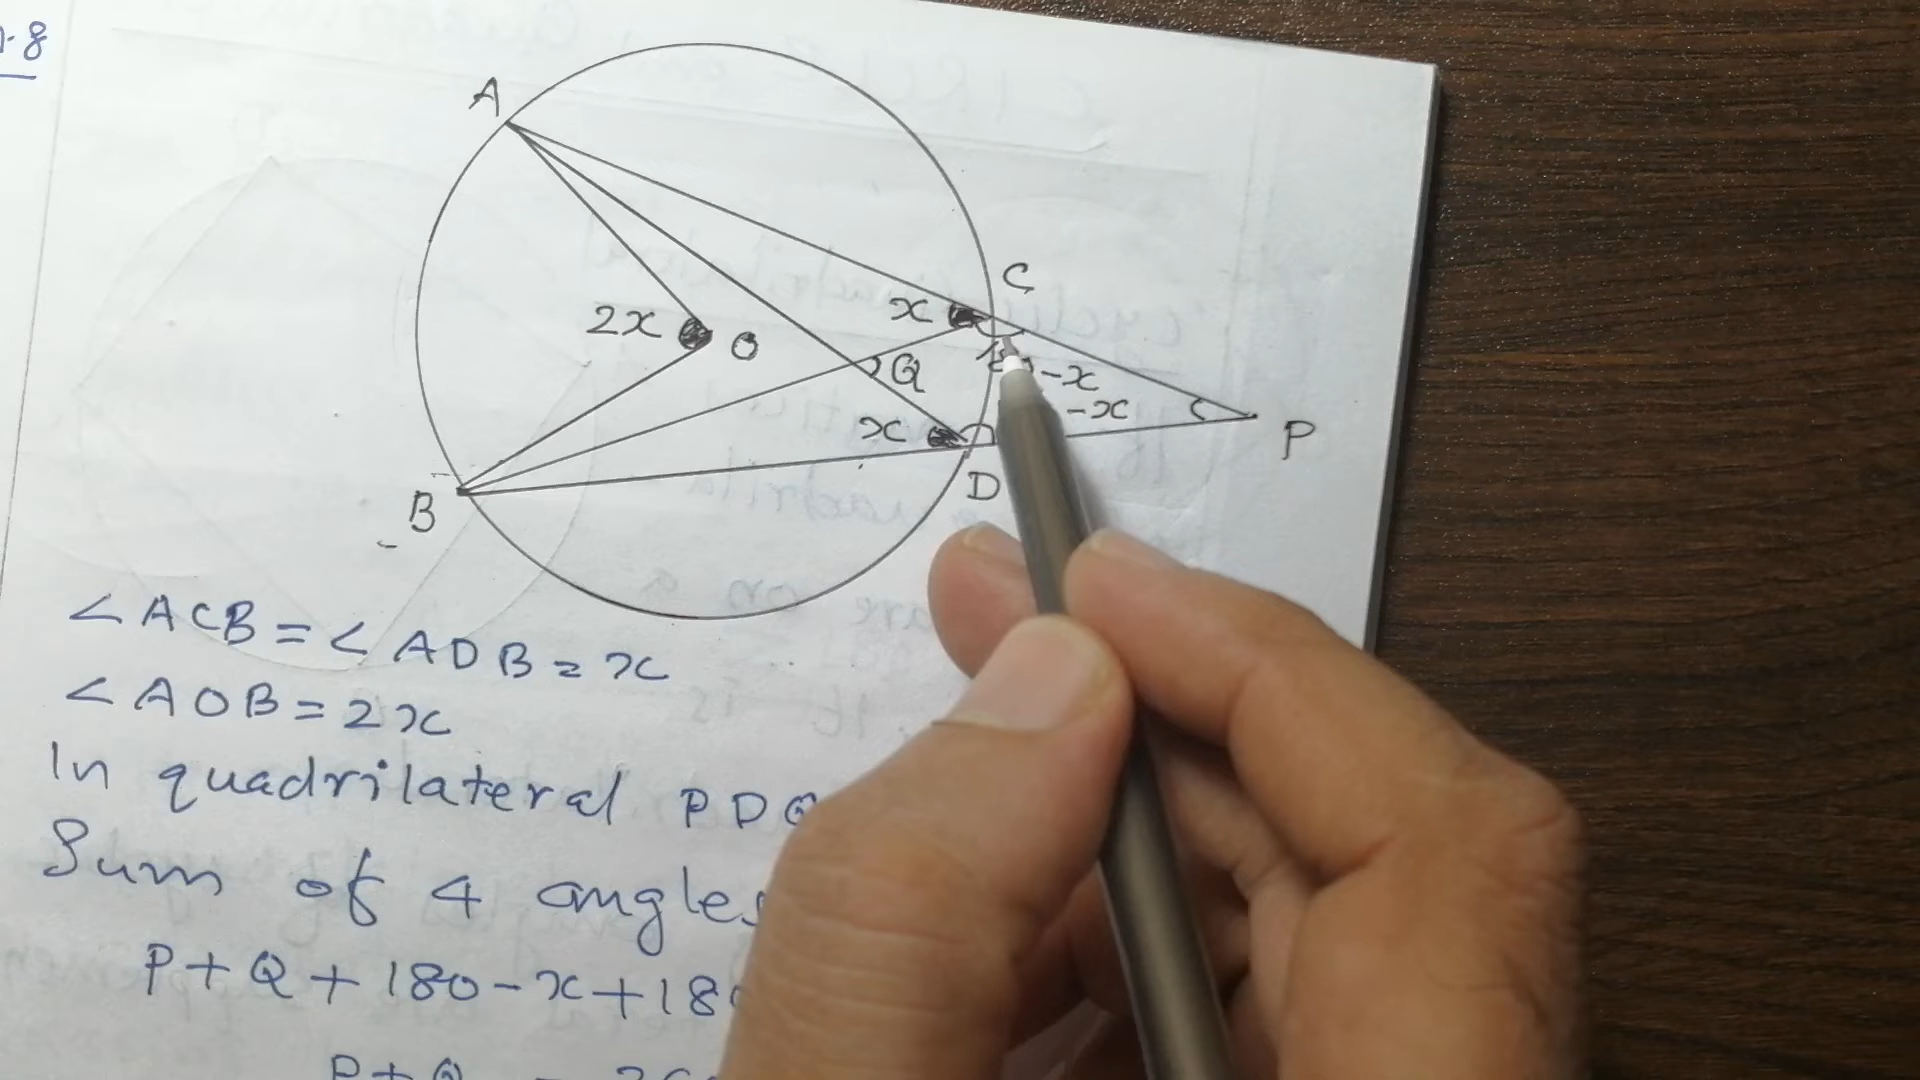 A
C
x
2x
O
Q
-x
-x
x
P
D
B
∠ACB = ∠ADB = x
∠AOB = 2x
In quadrilateral PDQ
Sum of 4 angles
P+Q+180-x+18
P+Q =